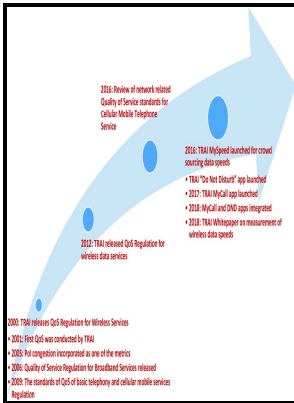 2016: Review of network related
Quality of Service standards for
Cellular Mobile Telephone
Service
2016: TRAI MySpeed launched for crowd
sourcing data speeds
• TRAI "Do Not Disturb" app launched
• 2017: TRAI MyCall app launched
• 2018: MyCall and DND apps integrated
• 2018: TRAI Whitepaper on measurement of
wireless data speeds
2012: TRAI released QoS Regulation for
wireless data services
2000: TRAI releases QoS Regulation for Wireless Services
• 2001: First QoS was conducted by TRAI
• 2005: PoI congestion incorporated as one of the metrics
• 2006: Quality of Service Regulation for Broadband Services released
• 2009: The standards of QoS of basic telephony and cellular mobile services
Regulation